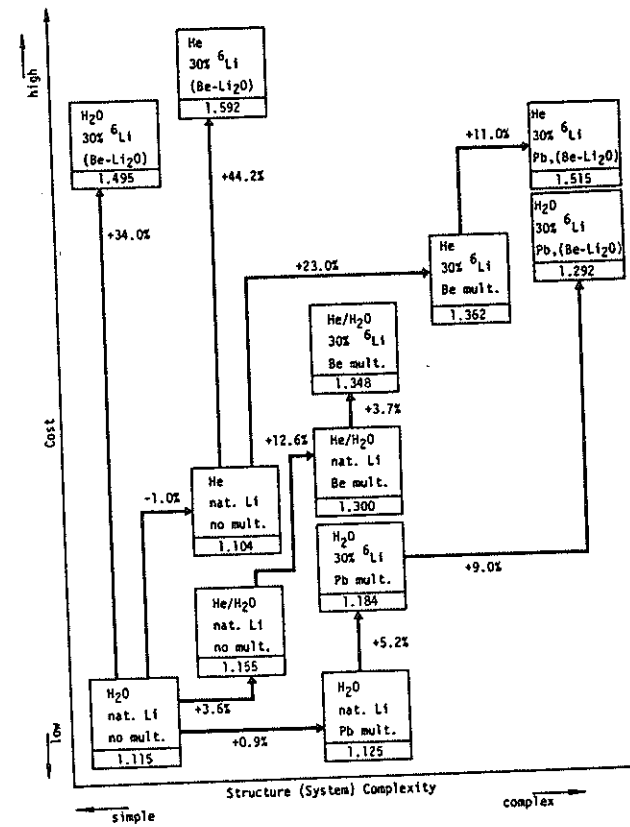 high
Cost
low
He
30% ⁶Li
(Be-Li₂O)
1.592
H₂O
30% ⁶Li
(Be-Li₂O)
1.495
+34.0%
+44.2%
+11.0%
He
30% ⁶Li
Pb,(Be-Li₂O)
1.515
H₂O
30% ⁶Li
Pb,(Be-Li₂O)
1.292
+23.0%
He
30% ⁶Li
Be mult.
1.362
He/H₂O
30% ⁶Li
Be mult.
1.348
+3.7%
+12.6%
He/H₂O
nat. Li
Be mult.
1.300
-1.0%
He
nat. Li
no mult.
1.104
H₂O
30% ⁶Li
Pb mult.
1.184
+9.0%
He/H₂O
nat. Li
no mult.
1.155
+5.2%
H₂O
nat. Li
no mult.
1.115
+3.6%
+0.9%
H₂O
nat. Li
Pb mult.
1.125
Structure (System) Complexity
simple
complex